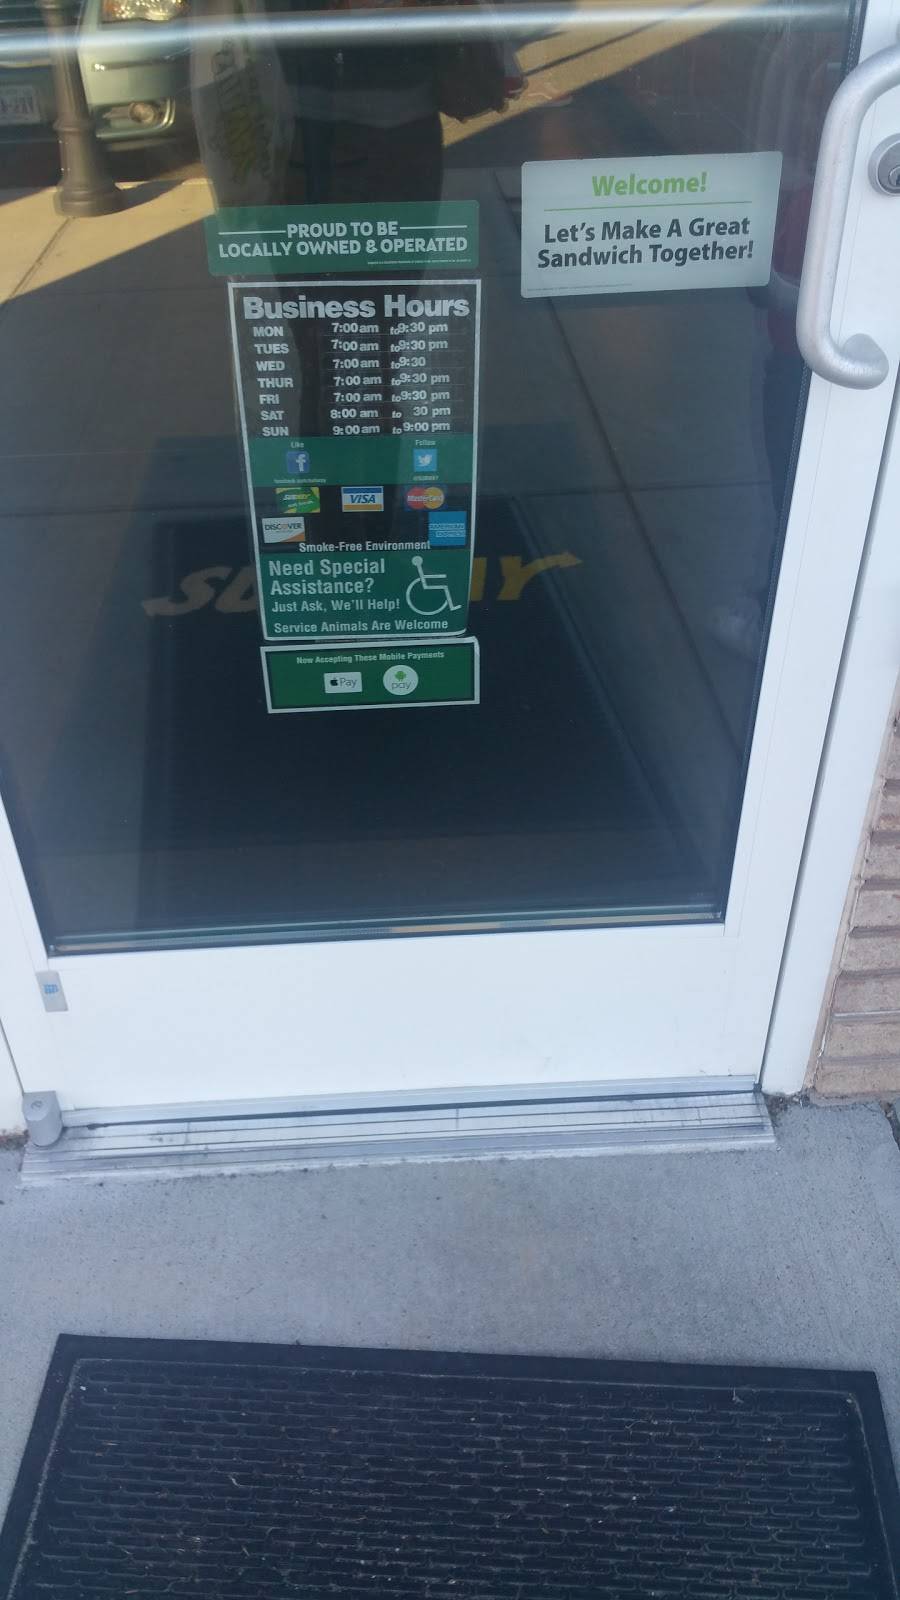 PROUD TO BE
LOCALLY OWNED & OPERATED
Welcome!
Let's Make A Great
Sandwich Together!
Business Hours
MON 7:00 am to 9:30 pm
TUES 7:00 am to 9:30 pm
WED 7:00 am to 9:30
THUR 7:00 am to 9:30 pm
FRI 7:00 am to 9:30 pm
SAT 8:00 am to 30 pm
SUN 9:00 am to 9:00 pm
Like Follow
SUBWAY VISA MasterCard
DISCOVER AMERICAN EXPRESS
Smoke-Free Environment
Need Special
Assistance?
Just Ask, We'll Help!
Service Animals Are Welcome
Now Accepting These Mobile Payments
Pay pay